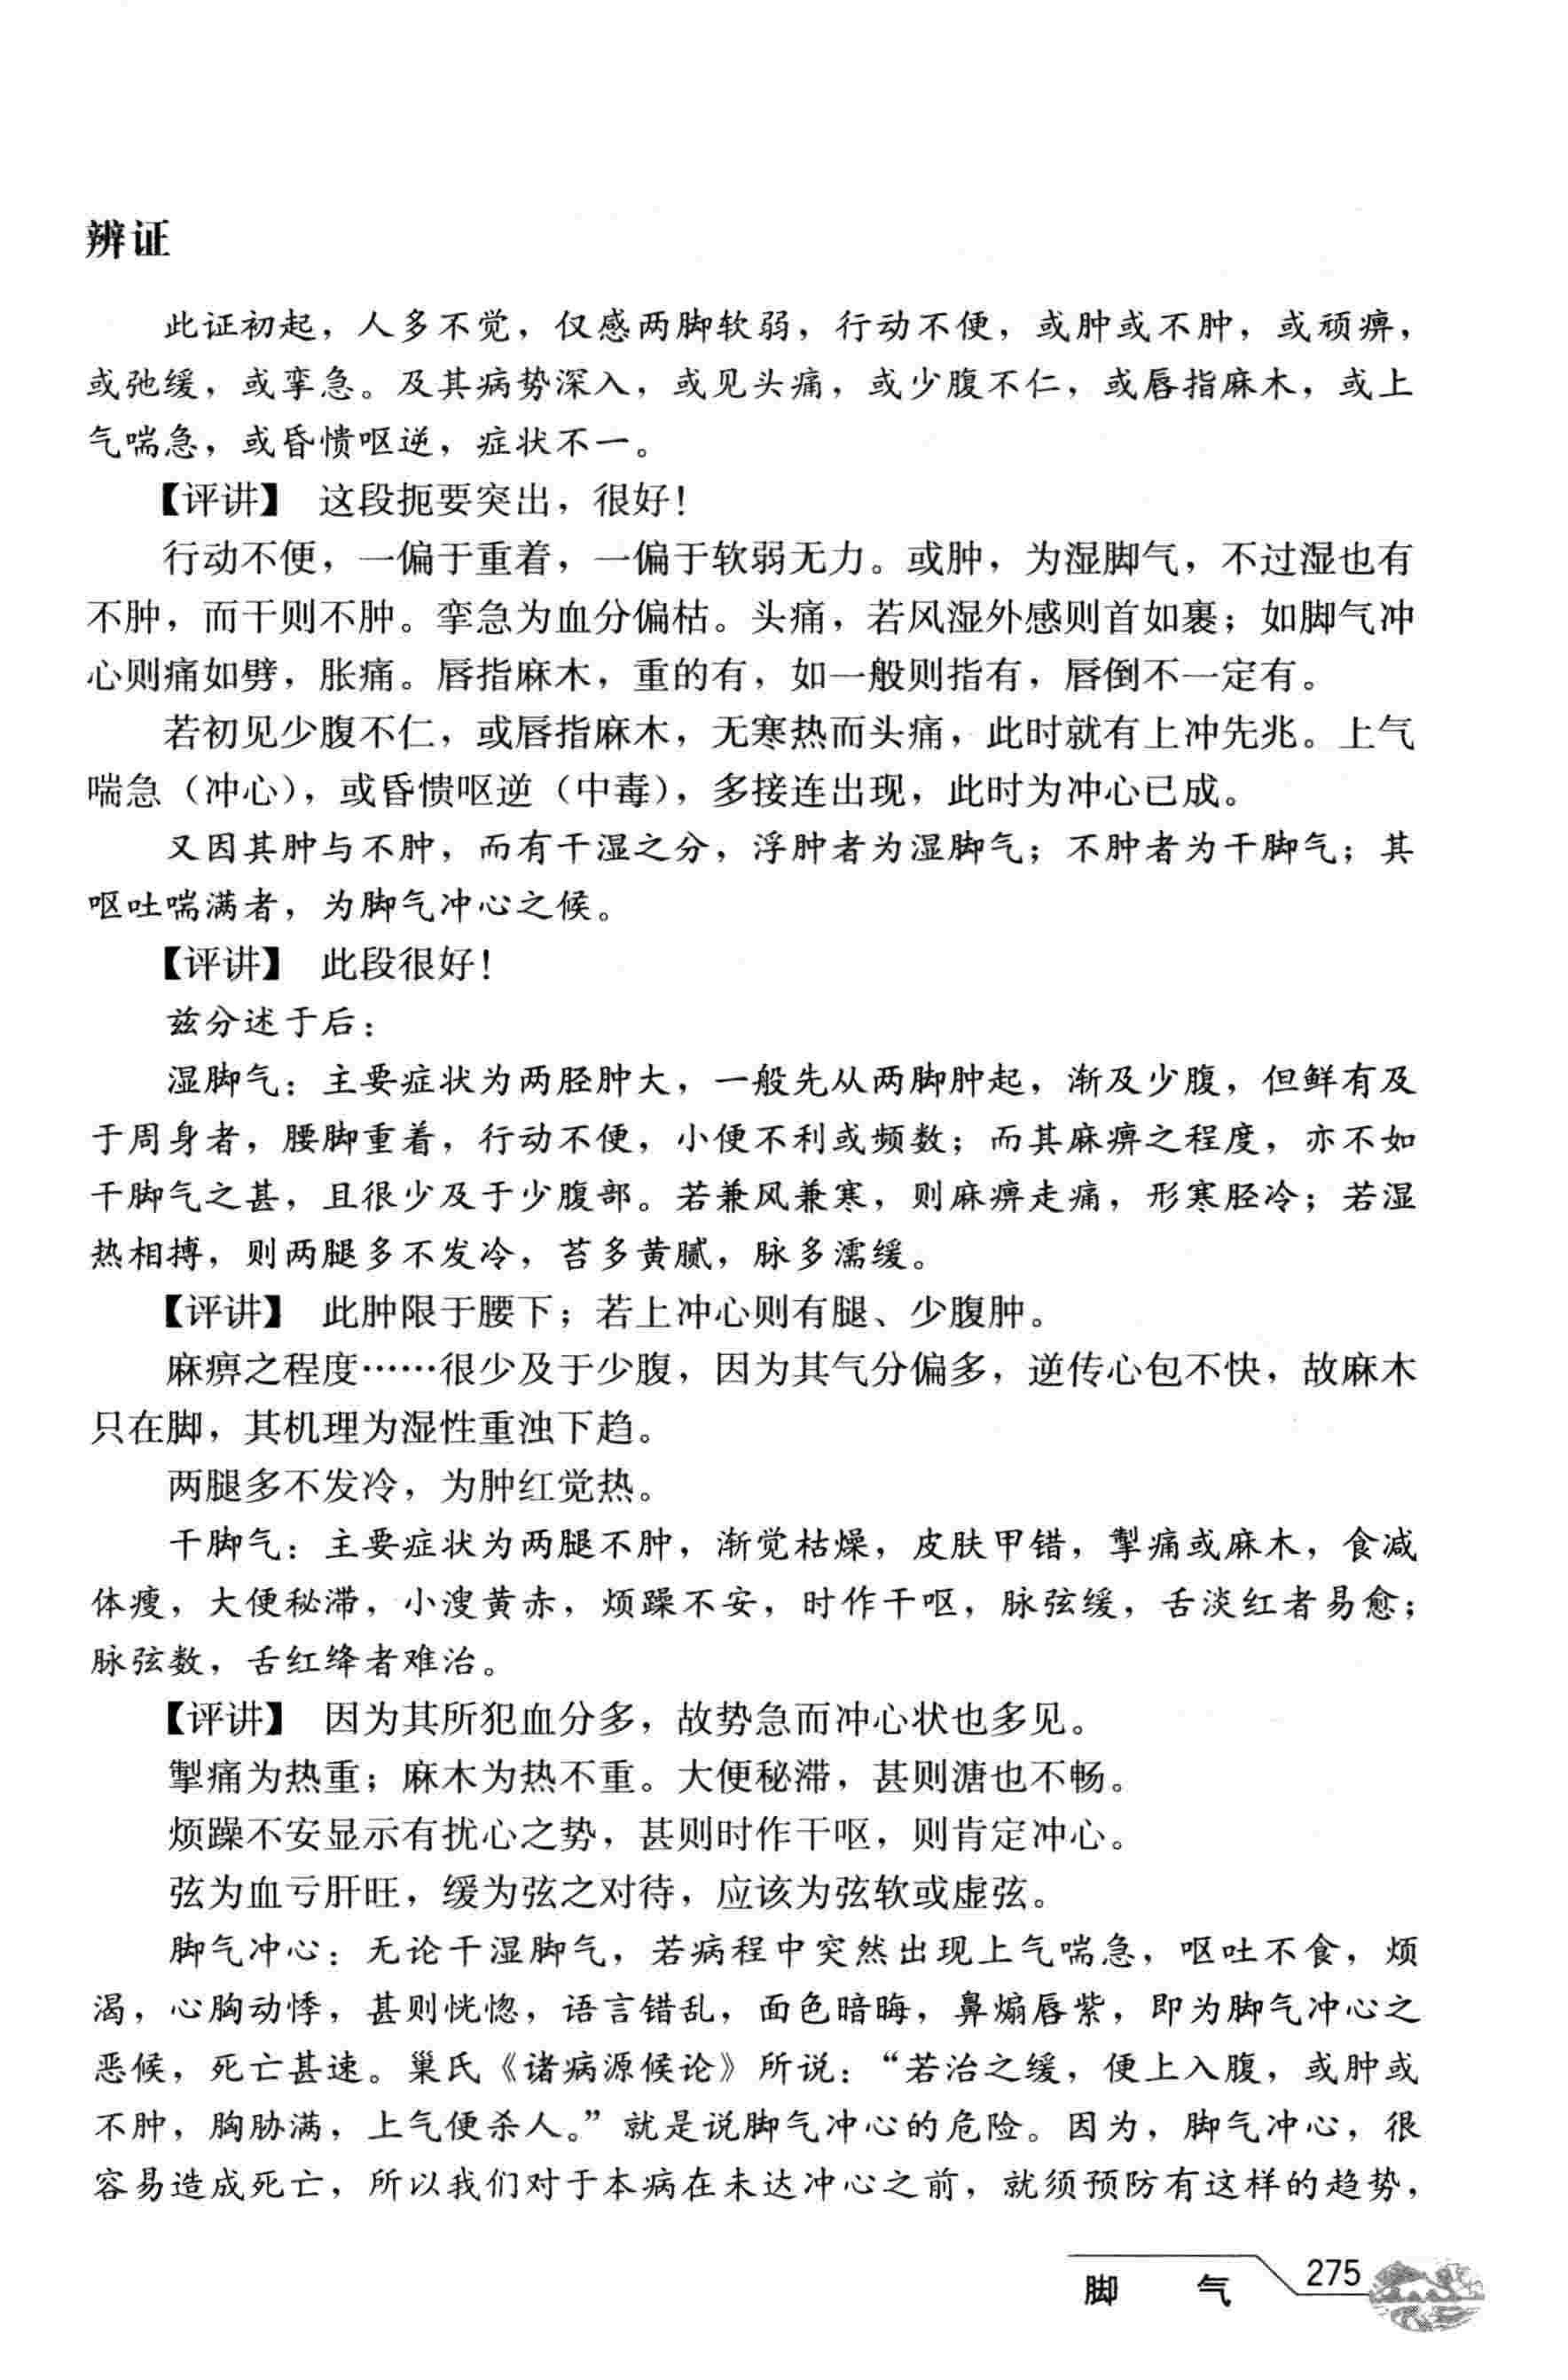 辨证
此证初起，人多不觉，仅感两脚软弱，行动不便，或肿或不肿，或顽痹，
或弛缓，或挛急。及其病势深入，或见头痛，或少腹不仁，或唇指麻木，或上
气喘急，或昏愦呕逆，症状不一。
【评讲】 这段扼要突出，很好！
行动不便，一偏于重着，一偏于软弱无力。或肿，为湿脚气，不过湿也有
不肿，而干则不肿。挛急为血分偏枯。头痛，若风湿外感则首如裹；如脚气冲
心则痛如劈，胀痛。唇指麻木，重的有，如一般则指有，唇倒不一定有。
若初见少腹不仁，或唇指麻木，无寒热而头痛，此时就有上冲先兆。上气
喘急（冲心），或昏愦呕逆（中毒），多接连出现，此时为冲心已成。
又因其肿与不肿，而有干湿之分，浮肿者为湿脚气；不肿者为干脚气；其
呕吐喘满者，为脚气冲心之候。
【评讲】 此段很好！
兹分述于后：
湿脚气：主要症状为两胫肿大，一般先从两脚肿起，渐及少腹，但鲜有及
于周身者，腰脚重着，行动不便，小便不利或频数；而其麻痹之程度，亦不如
干脚气之甚，且很少及于少腹部。若兼风兼寒，则麻痹走痛，形寒胫冷；若湿
热相搏，则两腿多不发冷，苔多黄腻，脉多濡缓。
【评讲】 此肿限于腰下；若上冲心则有腿、少腹肿。
麻痹之程度……很少及于少腹，因为其气分偏多，逆传心包不快，故麻木
只在脚，其机理为湿性重浊下趋。
两腿多不发冷，为肿红觉热。
干脚气：主要症状为两腿不肿，渐觉枯燥，皮肤甲错，掣痛或麻木，食减
体瘦，大便秘滞，小溲黄赤，烦躁不安，时作干呕，脉弦缓，舌淡红者易愈；
脉弦数，舌红绛者难治。
【评讲】 因为其所犯血分多，故势急而冲心状也多见。
掣痛为热重；麻木为热不重。大便秘滞，甚则溏也不畅。
烦躁不安显示有扰心之势，甚则时作干呕，则肯定冲心。
弦为血亏肝旺，缓为弦之对待，应该为弦软或虚弦。
脚气冲心：无论干湿脚气，若病程中突然出现上气喘急，呕吐不食，烦
渴，心胸动悸，甚则恍惚，语言错乱，面色暗晦，鼻煽唇紫，即为脚气冲心之
恶候，死亡甚速。巢氏《诸病源候论》所说：“若治之缓，便上入腹，或肿或
不肿，胸胁满，上气便杀人。”就是说脚气冲心的危险。因为，脚气冲心，很
容易造成死亡，所以我们对于本病在未达冲心之前，就须预防有这样的趋势，
脚 气 275